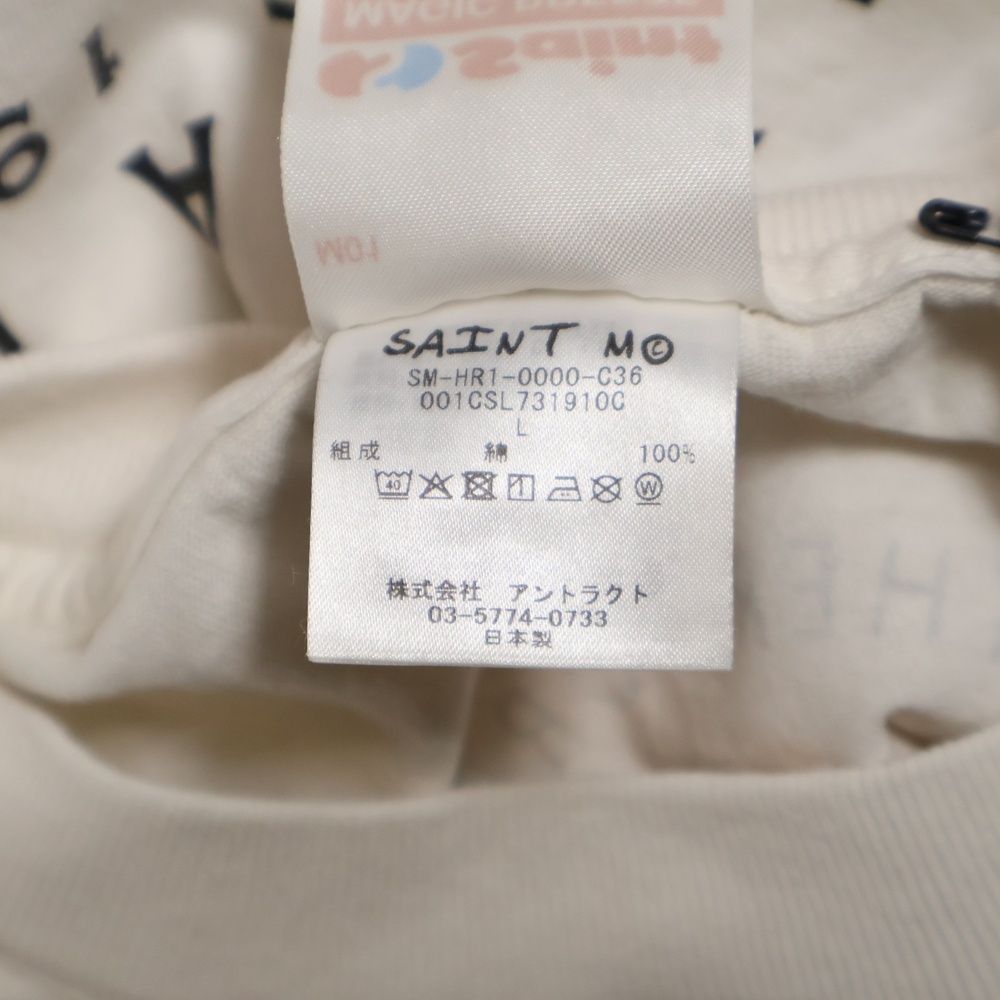 SAINT M©
SM-HR1-0000-C36
001CSL731910C
L
組成 綿 100%
40
W
株式会社 アントラクト
03-5774-0733
日本製